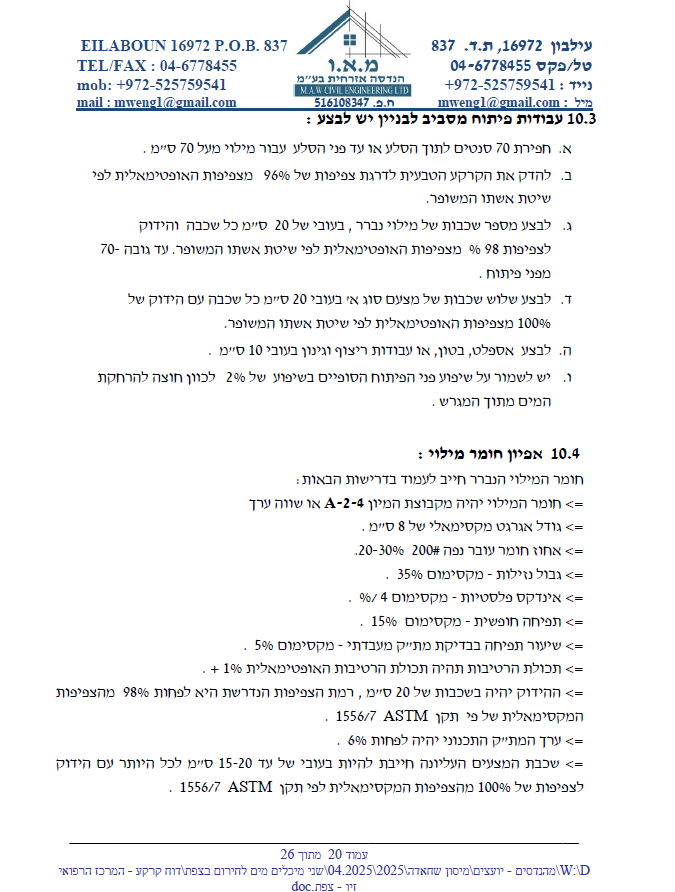 עילבון 16972, ת.ד. 837
טל/פקס 04-6778455
נייד : +972-525759541
מיל : mweng1@gmail.com
מ.א.ו
הנדסה אזרחית בע״מ
M.A.W CIVIL ENGINEERING LTD
ח.פ. 516108347
EILABOUN 16972 P.O.B. 837
TEL/FAX : 04-6778455
mob: +972-525759541
mail : mweng1@gmail.com
10.3 עבודות פיתוח מסביב לבניין יש לבצע :
א. חפירת 70 סנטים לתוך הסלע או עד פני הסלע עבור מילוי מעל 70 ס״מ .
ב. להדק את הקרקע הטבעית לדרגת צפיפות של 96% מצפיפות האופטימאלית לפי
שיטת אשתו המשופר.
ג. לבצע מספר שכבות של מילוי נברר , בעובי של 20 ס״מ כל שכבה והידוק
לצפיפות 98 % מצפיפות האופטימאלית לפי שיטת אשתו המשופר. עד גובה -70
מפני פיתוח .
ד. לבצע שלוש שכבות של מצעם סוג א׳ בעובי 20 ס״מ כל שכבה עם הידוק של
100% מצפיפות האופטימאלית לפי שיטת אשתו המשופר.
ה. לבצע אספלט, בטון, או עבודות ריצוף וגינון בעובי 10 ס״מ .
ו. יש לשמור על שיפוע פני הפיתוח הסופיים בשיפוע של 2% לכוון חוצה להרחקת
המים מתוך המגרש .
10.4 אפיון חומר מילוי :
חומר המילוי הנברר חייב לעמוד בדרישות הבאות:
=> חומר המילוי יהיה מקבוצת המיון A-2-4 או שווה ערך
=> גודל אגרגט מקסימאלי של 8 ס״מ .
=> אחוז חומר עובר נפה #200 20-30%.
=> גבול נזילות - מקסימום 35% .
=> אינדקס פלסטיות - מקסימום 4 /% .
=> תפיחה חופשית - מקסימום 15% .
=> שיעור תפיחה בבדיקת מת״ק מעבדתי - מקסימום 5% .
=> תכולת הרטיבות תהיה תכולת הרטיבות האופטימאלית 1% + .
=> ההידוק יהיה בשכבות של 20 ס״מ , רמת הצפיפות הנדרשת היא לפחות 98% מהצפיפות
המקסימאלית של פי תקן ASTM 1556/7 .
=> ערך המת״ק התכנוני יהיה לפחות 6% .
=> שכבת המצעים העליונה חייבת להיות בעובי של עד 15-20 ס״מ לכל היותר עם הידוק
לצפיפות של 100% מהצפיפות המקסימאלית לפי תקן ASTM 1556/7 .
עמוד 20 מתוך 26
W:\D\מהנדסים - יועצים\מיסון שחאדה\2025\04.2025\שני מיכלים מים לחירום בצפת\דוח קרקע - המרכז הרפואי
זיו - צפת.doc